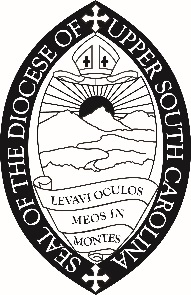 SEAL OF THE DIOCESE OF UPPER SOUTH CAROLINA
LEVAVI OCULOS
MEOS IN
MONTES